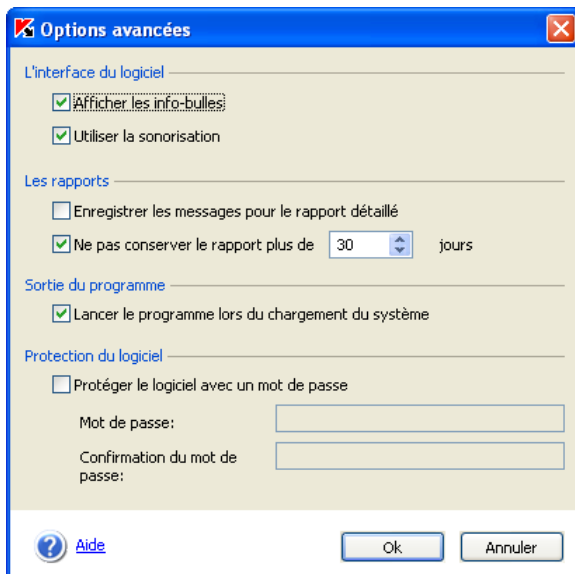 Options avancées
L'interface du logiciel
Afficher les info-bulles
Utiliser la sonorisation
Les rapports
Enregistrer les messages pour le rapport détaillé
Ne pas conserver le rapport plus de 30 jours
Sortie du programme
Lancer le programme lors du chargement du système
Protection du logiciel
Protéger le logiciel avec un mot de passe
Mot de passe:
Confirmation du mot de
passe:
Aide Ok Annuler